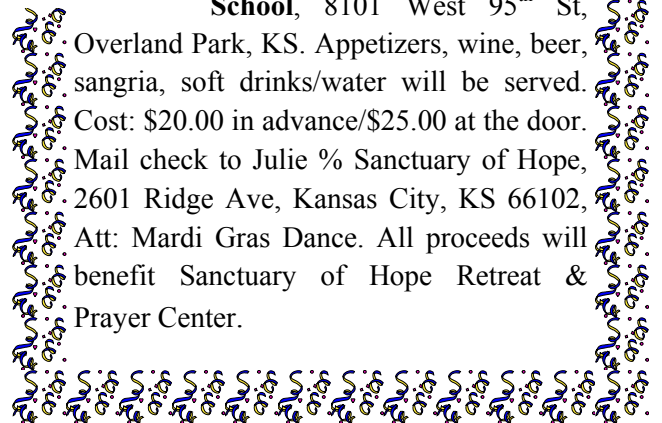 School, 8101 West 95th St,
Overland Park, KS. Appetizers, wine, beer,
sangria, soft drinks/water will be served.
Cost: $20.00 in advance/$25.00 at the door.
Mail check to Julie % Sanctuary of Hope,
2601 Ridge Ave, Kansas City, KS 66102,
Att: Mardi Gras Dance. All proceeds will
benefit Sanctuary of Hope Retreat &
Prayer Center.